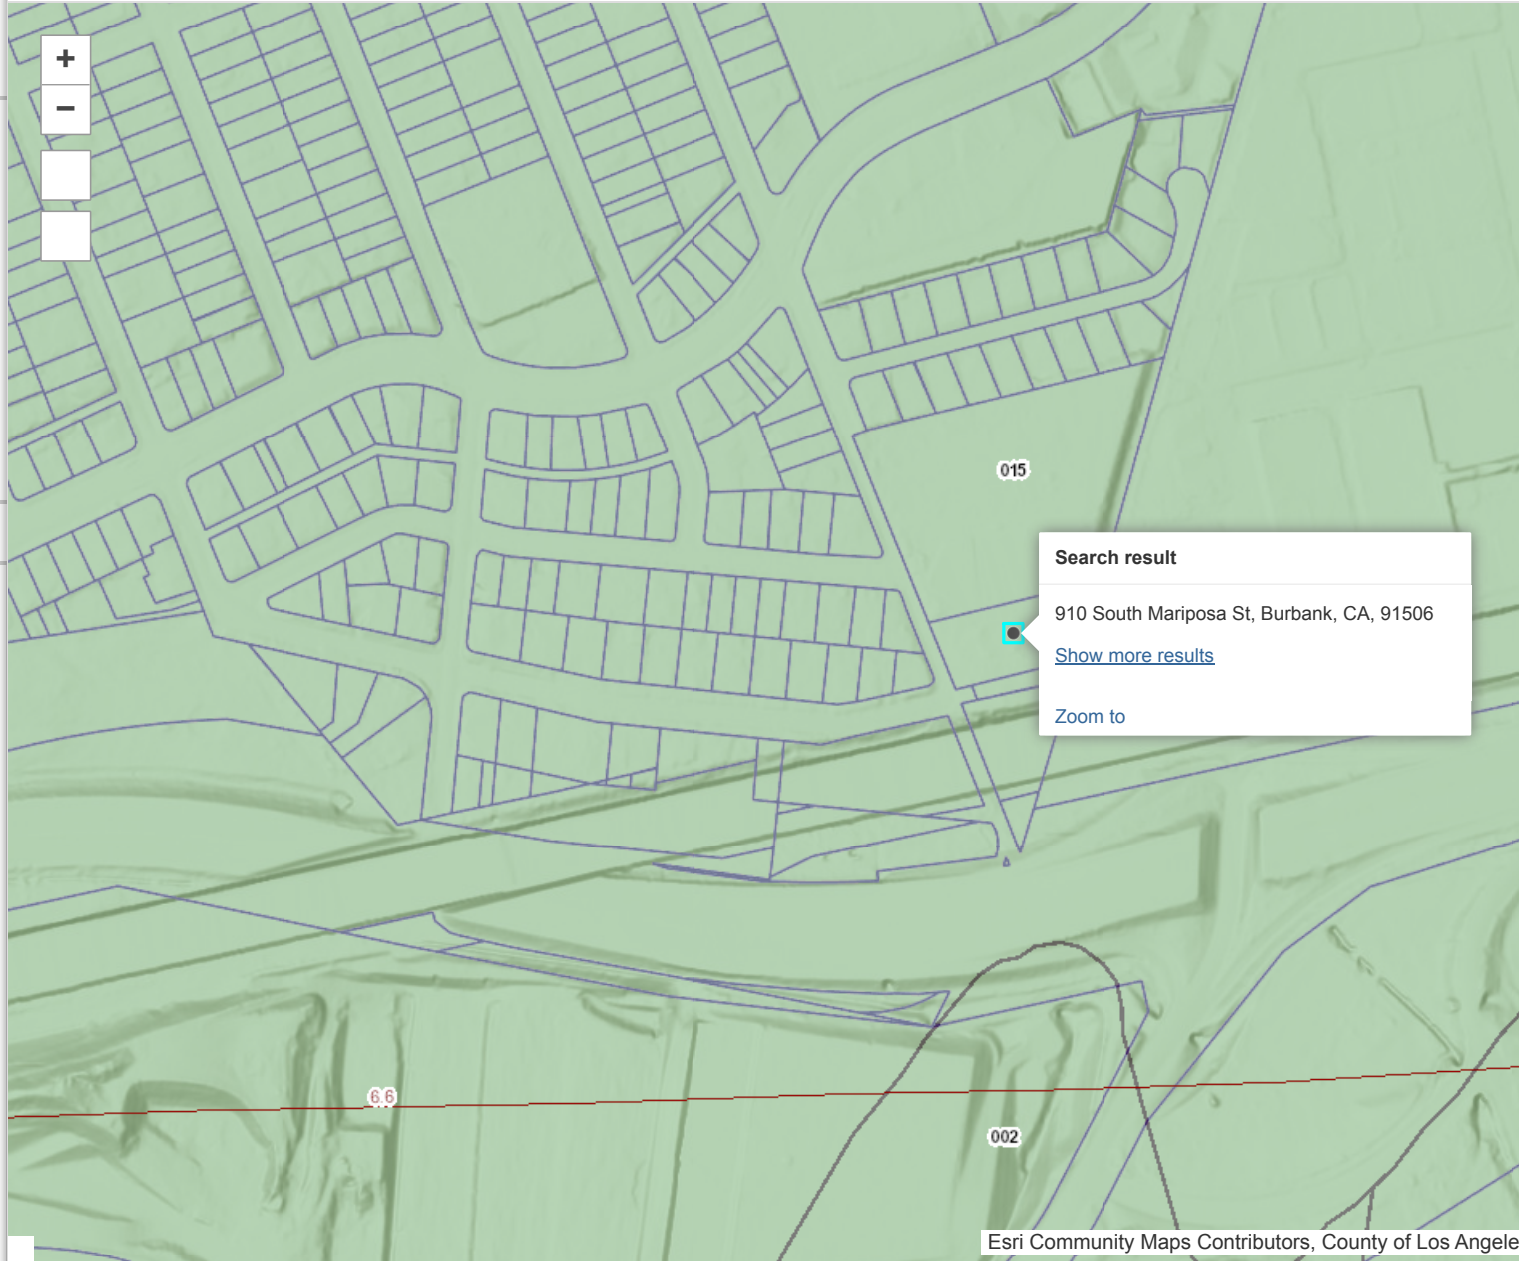 +
−
015
Search result
910 South Mariposa St, Burbank, CA, 91506
Show more results
Zoom to
6.6
002
Esri Community Maps Contributors, County of Los Angele